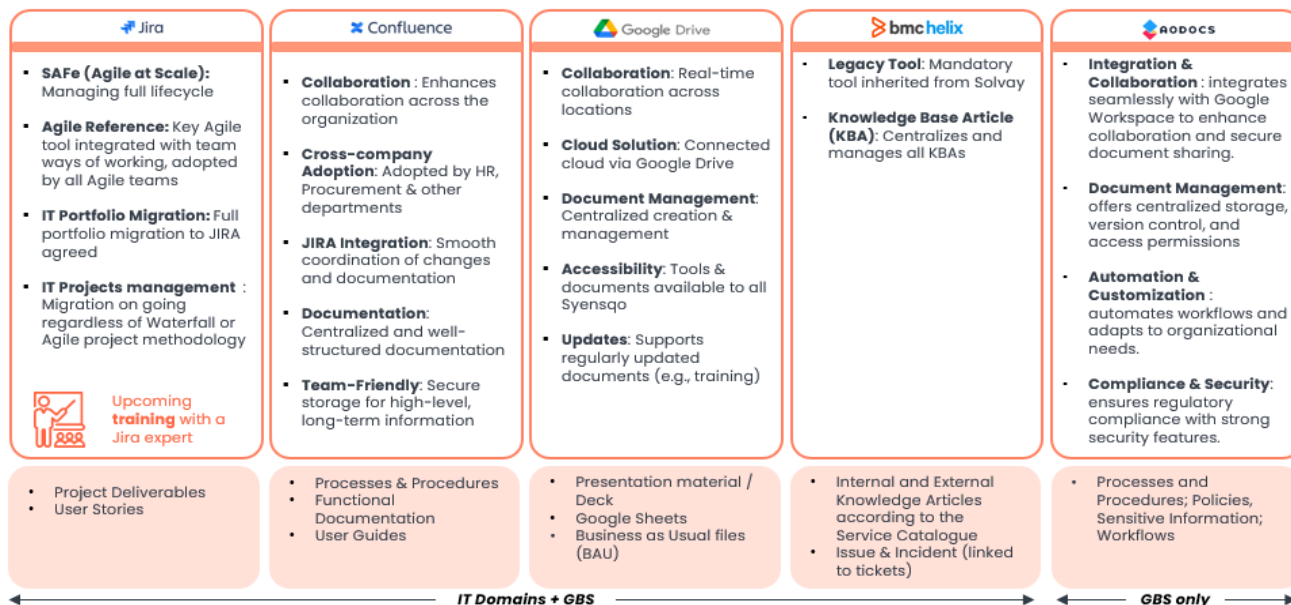 Jira
SAFe (Agile at Scale):
Managing full lifecycle
Agile Reference: Key Agile
tool integrated with team
ways of working, adopted
by all Agile teams
IT Portfolio Migration: Full
portfolio migration to JIRA
agreed
IT Projects management :
Migration on going
regardless of Waterfall or
Agile project methodology
Upcoming
training with a
Jira expert
Project Deliverables
User Stories
Confluence
Collaboration : Enhances
collaboration across the
organization
Cross-company
Adoption: Adopted by HR,
Procurement & other
departments
JIRA Integration: Smooth
coordination of changes
and documentation
Documentation:
Centralized and well-
structured documentation
Team-Friendly: Secure
storage for high-level,
long-term information
Processes & Procedures
Functional
Documentation
User Guides
Google Drive
Collaboration: Real-time
collaboration across
locations
Cloud Solution: Connected
cloud via Google Drive
Document Management:
Centralized creation &
management
Accessibility: Tools &
documents available to all
Syensqo
Updates: Supports
regularly updated
documents (e.g., training)
Presentation material /
Deck
Google Sheets
Business as Usual files
(BAU)
bmc helix
Legacy Tool: Mandatory
tool inherited from Solvay
Knowledge Base Article
(KBA): Centralizes and
manages all KBAs
Internal and External
Knowledge Articles
according to the
Service Catalogue
Issue & Incident (linked
to tickets)
AODOCS
Integration &
Collaboration : integrates
seamlessly with Google
Workspace to enhance
collaboration and secure
document sharing.
Document Management:
offers centralized storage,
version control, and
access permissions
Automation &
Customization :
automates workflows and
adapts to organizational
needs.
Compliance & Security:
ensures regulatory
compliance with strong
security features.
Processes and
Procedures; Policies,
Sensitive Information;
Workflows
IT Domains + GBS
GBS only